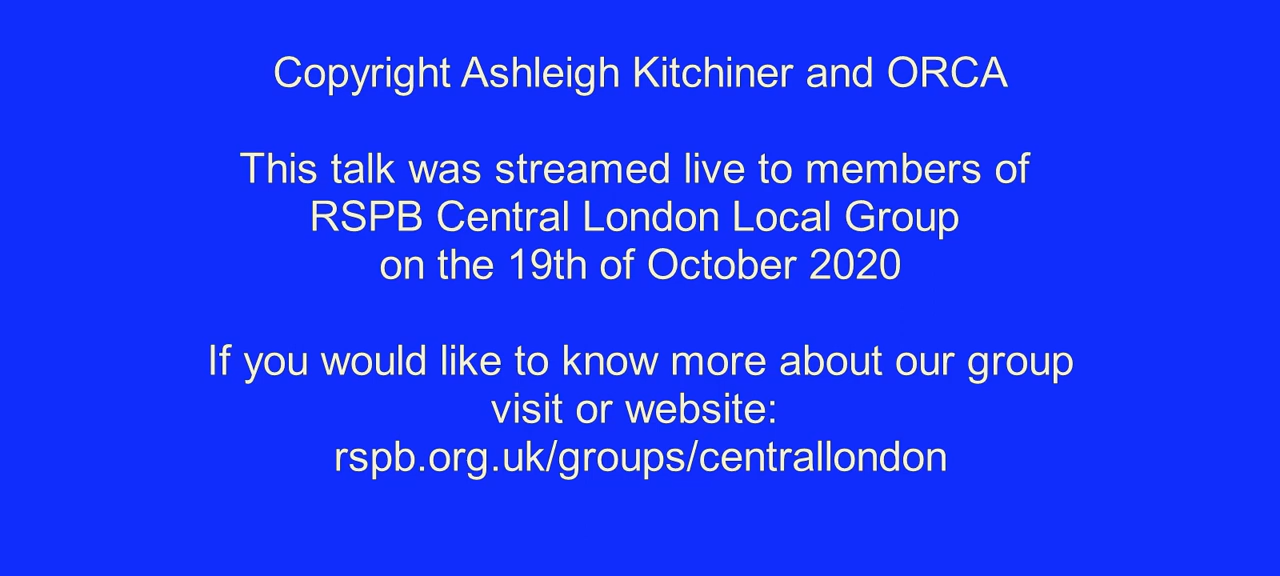 Copyright Ashleigh Kitchiner and ORCA
This talk was streamed live to members of
RSPB Central London Local Group
on the 19th of October 2020
If you would like to know more about our group
visit or website:
rspb.org.uk/groups/centrallondon